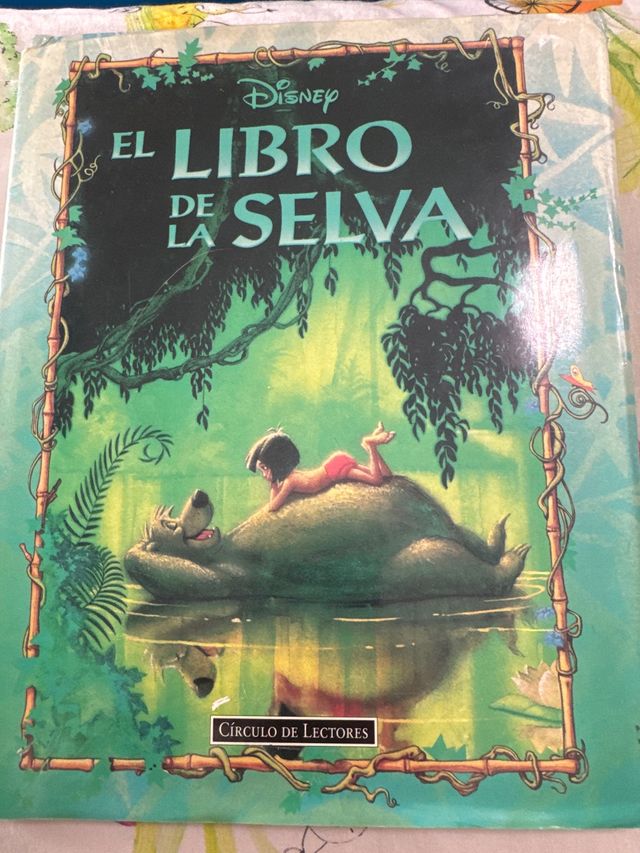 Disney
EL LIBRO
DE LA SELVA
CÍRCULO DE LECTORES